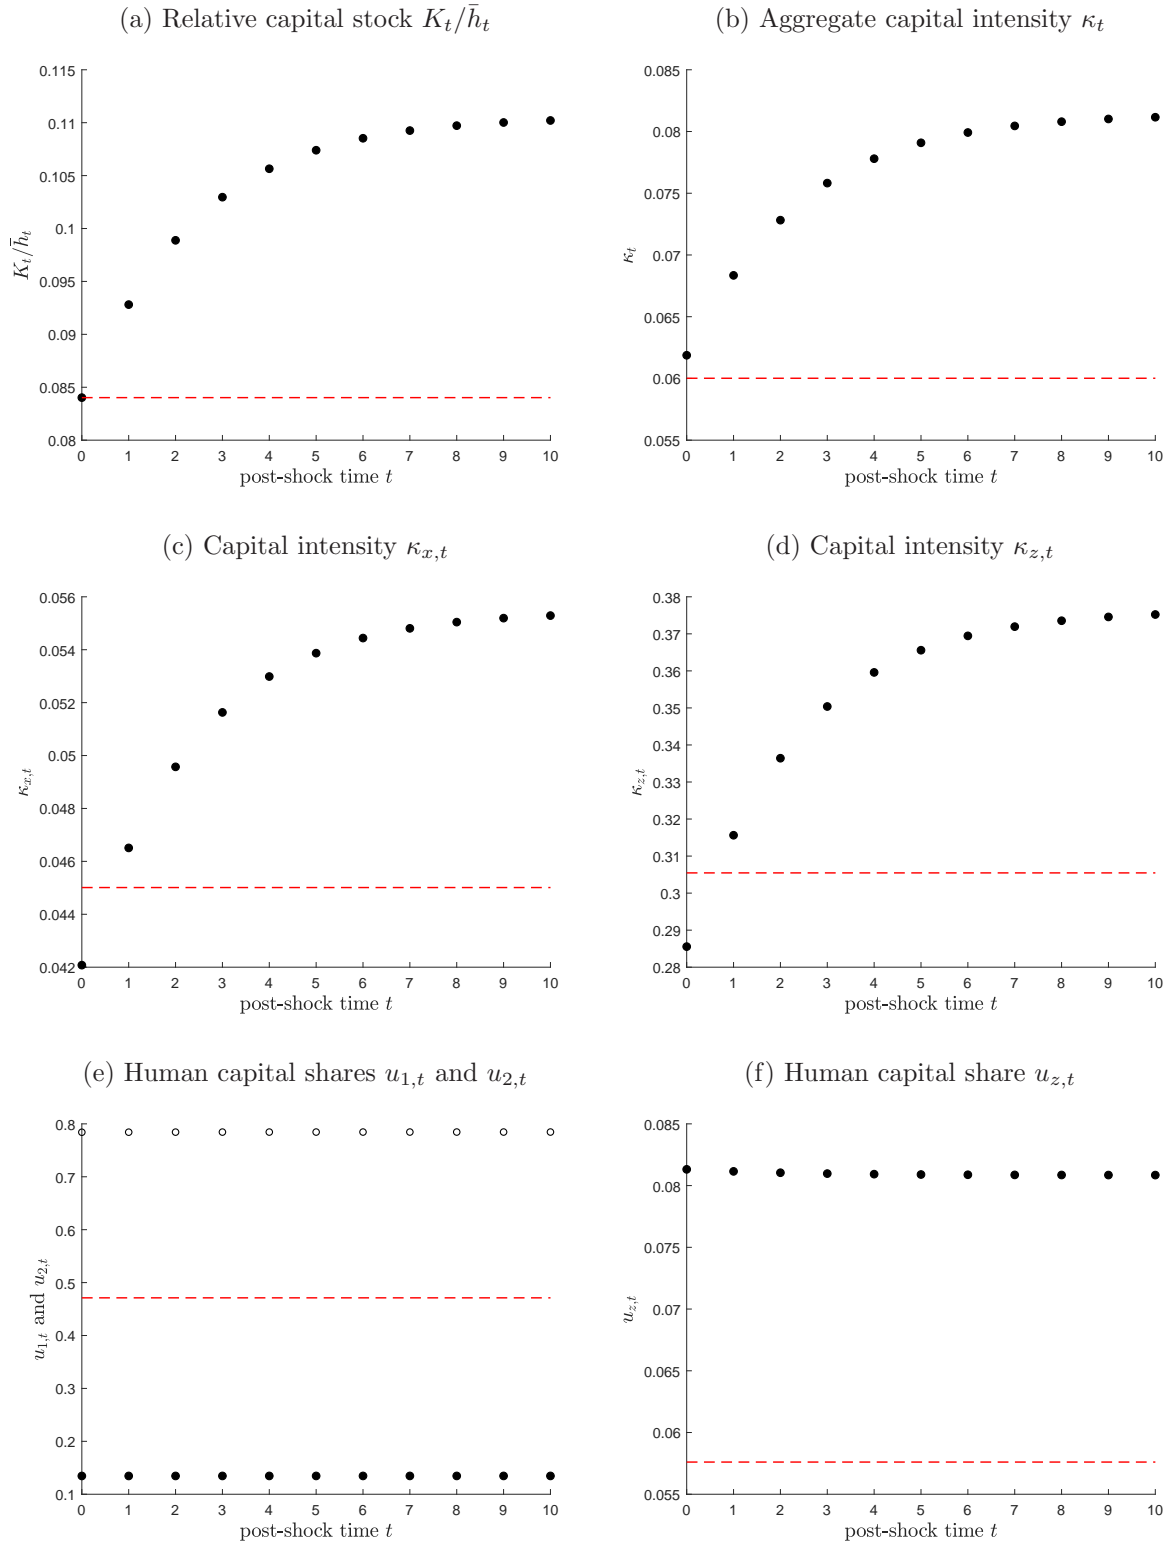 (a) Relative capital stock $K_t/\bar{h}_t$
0.115
0.11
0.105
0.1
0.095
0.09
0.085
0.08
$K_t/\bar{h}_t$
0 1 2 3 4 5 6 7 8 9 10
post-shock time $t$
(b) Aggregate capital intensity $\kappa_t$
0.085
0.08
0.075
0.07
0.065
0.06
0.055
$\kappa_t$
0 1 2 3 4 5 6 7 8 9 10
post-shock time $t$
(c) Capital intensity $\kappa_{x,t}$
0.056
0.054
0.052
0.05
0.048
0.046
0.044
0.042
$\kappa_{x,t}$
0 1 2 3 4 5 6 7 8 9 10
post-shock time $t$
(d) Capital intensity $\kappa_{z,t}$
0.38
0.37
0.36
0.35
0.34
0.33
0.32
0.31
0.3
0.29
0.28
$\kappa_{z,t}$
0 1 2 3 4 5 6 7 8 9 10
post-shock time $t$
(e) Human capital shares $u_{1,t}$ and $u_{2,t}$
0.8
0.7
0.6
0.5
0.4
0.3
0.2
0.1
$u_{1,t}$ and $u_{2,t}$
0 1 2 3 4 5 6 7 8 9 10
post-shock time $t$
(f) Human capital share $u_{z,t}$
0.085
0.08
0.075
0.07
0.065
0.06
0.055
$u_{z,t}$
0 1 2 3 4 5 6 7 8 9 10
post-shock time $t$